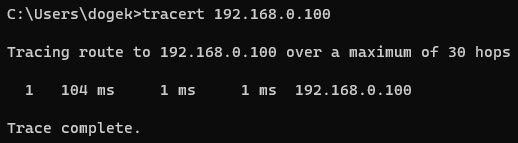 C:\Users\dogek>tracert 192.168.0.100
Tracing route to 192.168.0.100 over a maximum of 30 hops
1 104 ms 1 ms 1 ms 192.168.0.100
Trace complete.